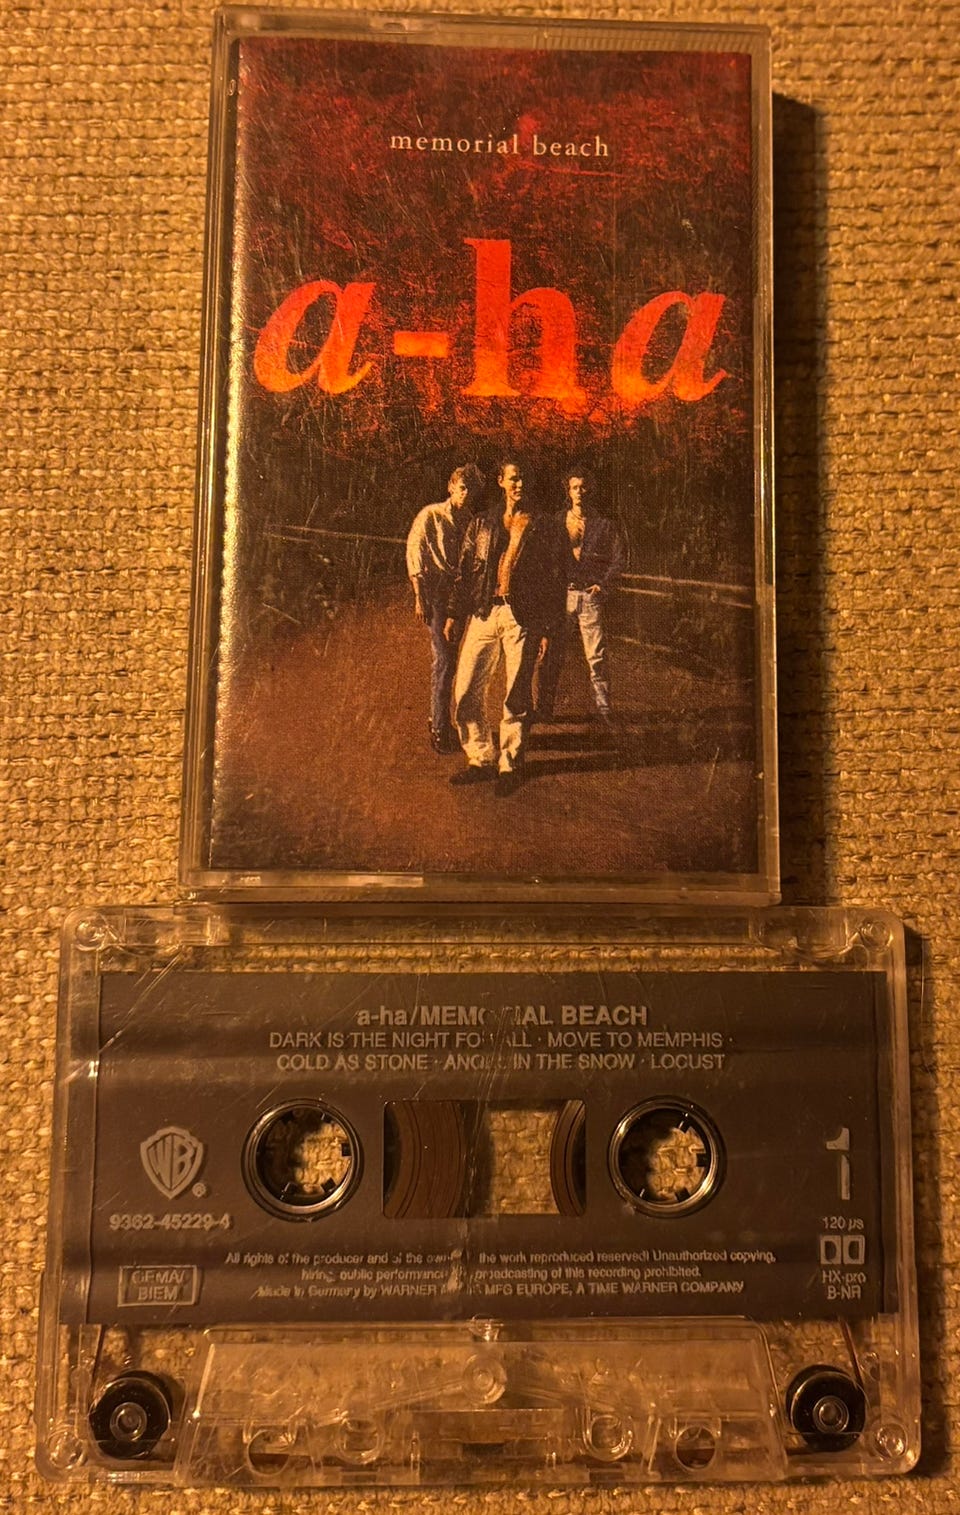 memorial beach
a-ha
a-ha/MEMORIAL BEACH
DARK IS THE NIGHT FOR ALL · MOVE TO MEMPHIS ·
COLD AS STONE · ANGEL IN THE SNOW · LOCUST
WB
®
1
9362-45229-4
120 µs
All rights of the producer and of the owner of the work reproduced reserved! Unauthorized copying,
hiring, public performance and broadcasting of this recording prohibited.
Made in Germany by WARNER MUSIC MFG EUROPE, A TIME WARNER COMPANY
GEMA/
BIEM
HX-pro
B-NR